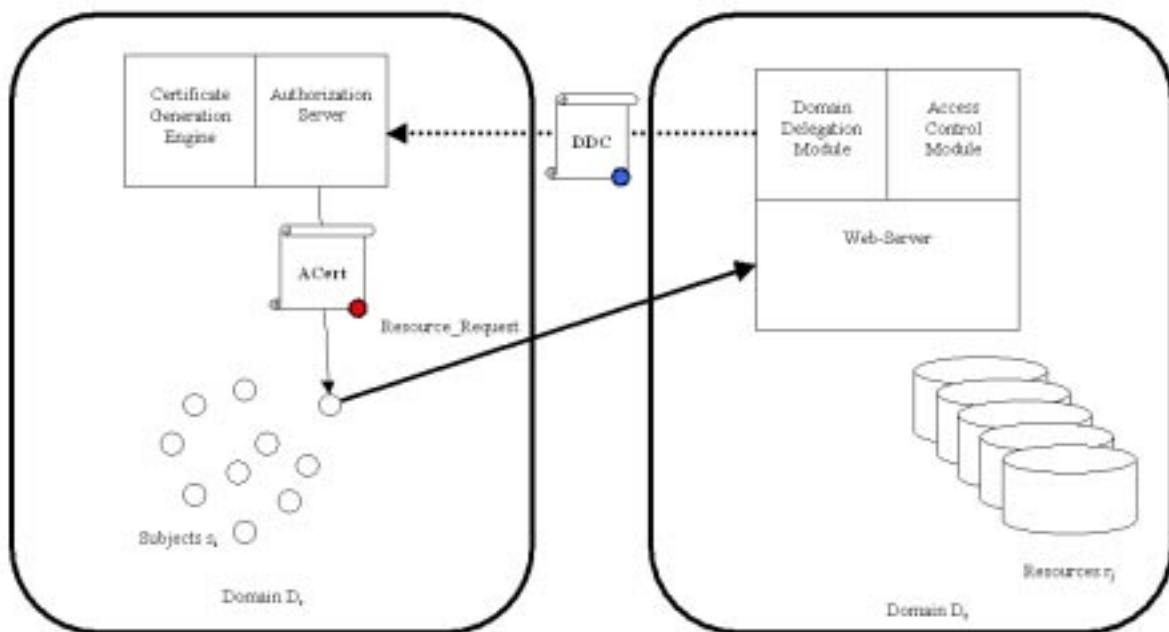 Certificate
Generation
Engine
Authorization
Server
DDC
Domain
Delegation
Module
Access
Control
Module
Web-Server
ACert
Resource_Request
Subjects s
Resources r
Domain D
Domain D